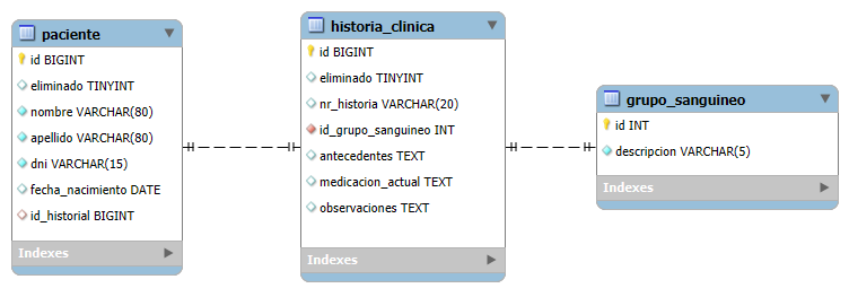 paciente
id BIGINT
eliminado TINYINT
nombre VARCHAR(80)
apellido VARCHAR(80)
dni VARCHAR(15)
fecha_nacimiento DATE
id_historial BIGINT
Indexes
historia_clinica
id BIGINT
eliminado TINYINT
nr_historia VARCHAR(20)
id_grupo_sanguineo INT
antecedentes TEXT
medicacion_actual TEXT
observaciones TEXT
Indexes
grupo_sanguineo
id INT
descripcion VARCHAR(5)
Indexes